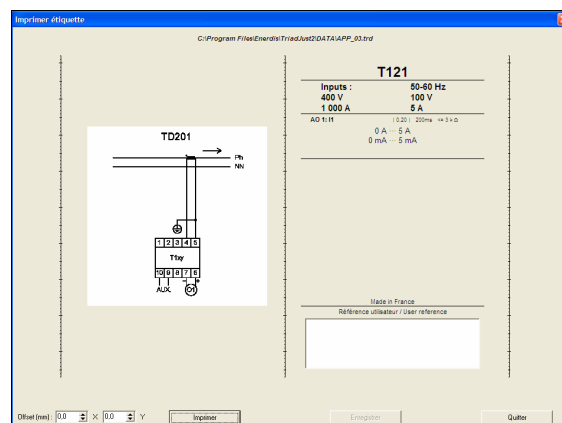 Imprimer étiquette
C:\Program Files\Enerdis\TriadJust2\DATA\APP_03.trd
T121
Inputs : 50-60 Hz
400 V 100 V
1 000 A 5 A
AO 1: I1 | 0,20 | 200ms
0 A ··· 5 A
0 mA ··· 5 mA
TD201
Ph
NN
1 2 3 4 5
T1xy
10 9 8 7 6
- +
AUX. O1
Made in France
Référence utilisateur / User reference
Offset (mm) : 0,0 X 0,0 Y Imprimer Enregistrer Quitter